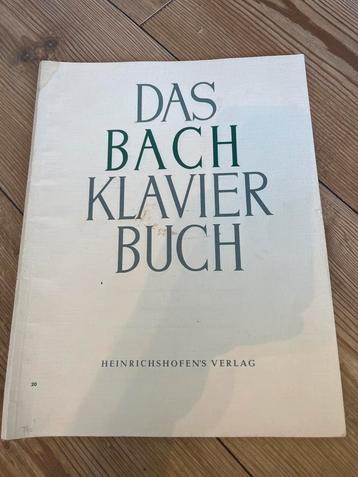 DAS
BACH
KLAVIER
BUCH
HEINRICHSHOFEN'S VERLAG
20